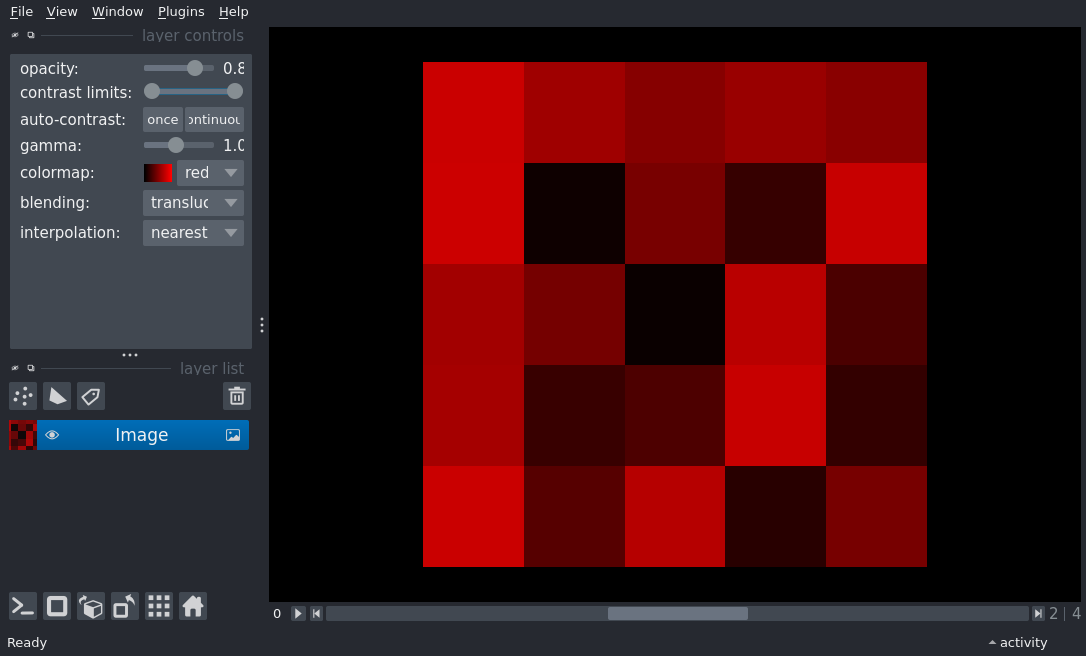 File View Window Plugins Help
layer controls
opacity: 0.8
contrast limits:
auto-contrast: once ontinuou
gamma: 1.0
colormap: red
blending: transluc
interpolation: nearest
layer list
Image
0 2 | 4
Ready activity